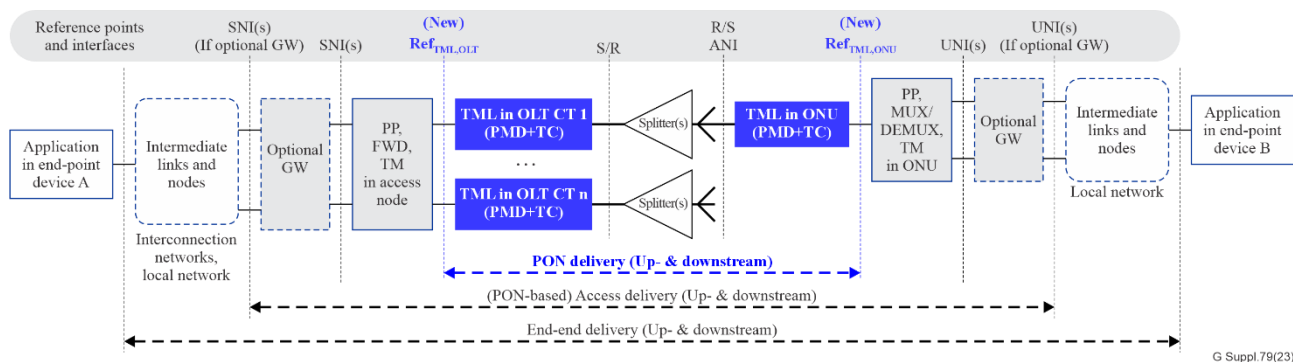 Reference points
and interfaces
SNI(s)
(If optional GW)
SNI(s)
(New)
Ref_TML,OLT
S/R
R/S
ANI
(New)
Ref_TML,ONU
UNI(s)
UNI(s)
(If optional GW)
Application
in end-point
device A
Intermediate
links and
nodes
Interconnection
networks,
local network
Optional
GW
PP,
FWD,
TM
in access
node
TML in OLT CT 1
(PMD+TC)
...
TML in OLT CT n
(PMD+TC)
Splitter(s)
Splitter(s)
TML in ONU
(PMD+TC)
PP,
MUX/
DEMUX,
TM
in ONU
Optional
GW
Intermediate
links and
nodes
Local network
Application
in end-point
device B
PON delivery (Up- & downstream)
(PON-based) Access delivery (Up- & downstream)
End-end delivery (Up- & downstream)
G Suppl.79(23)